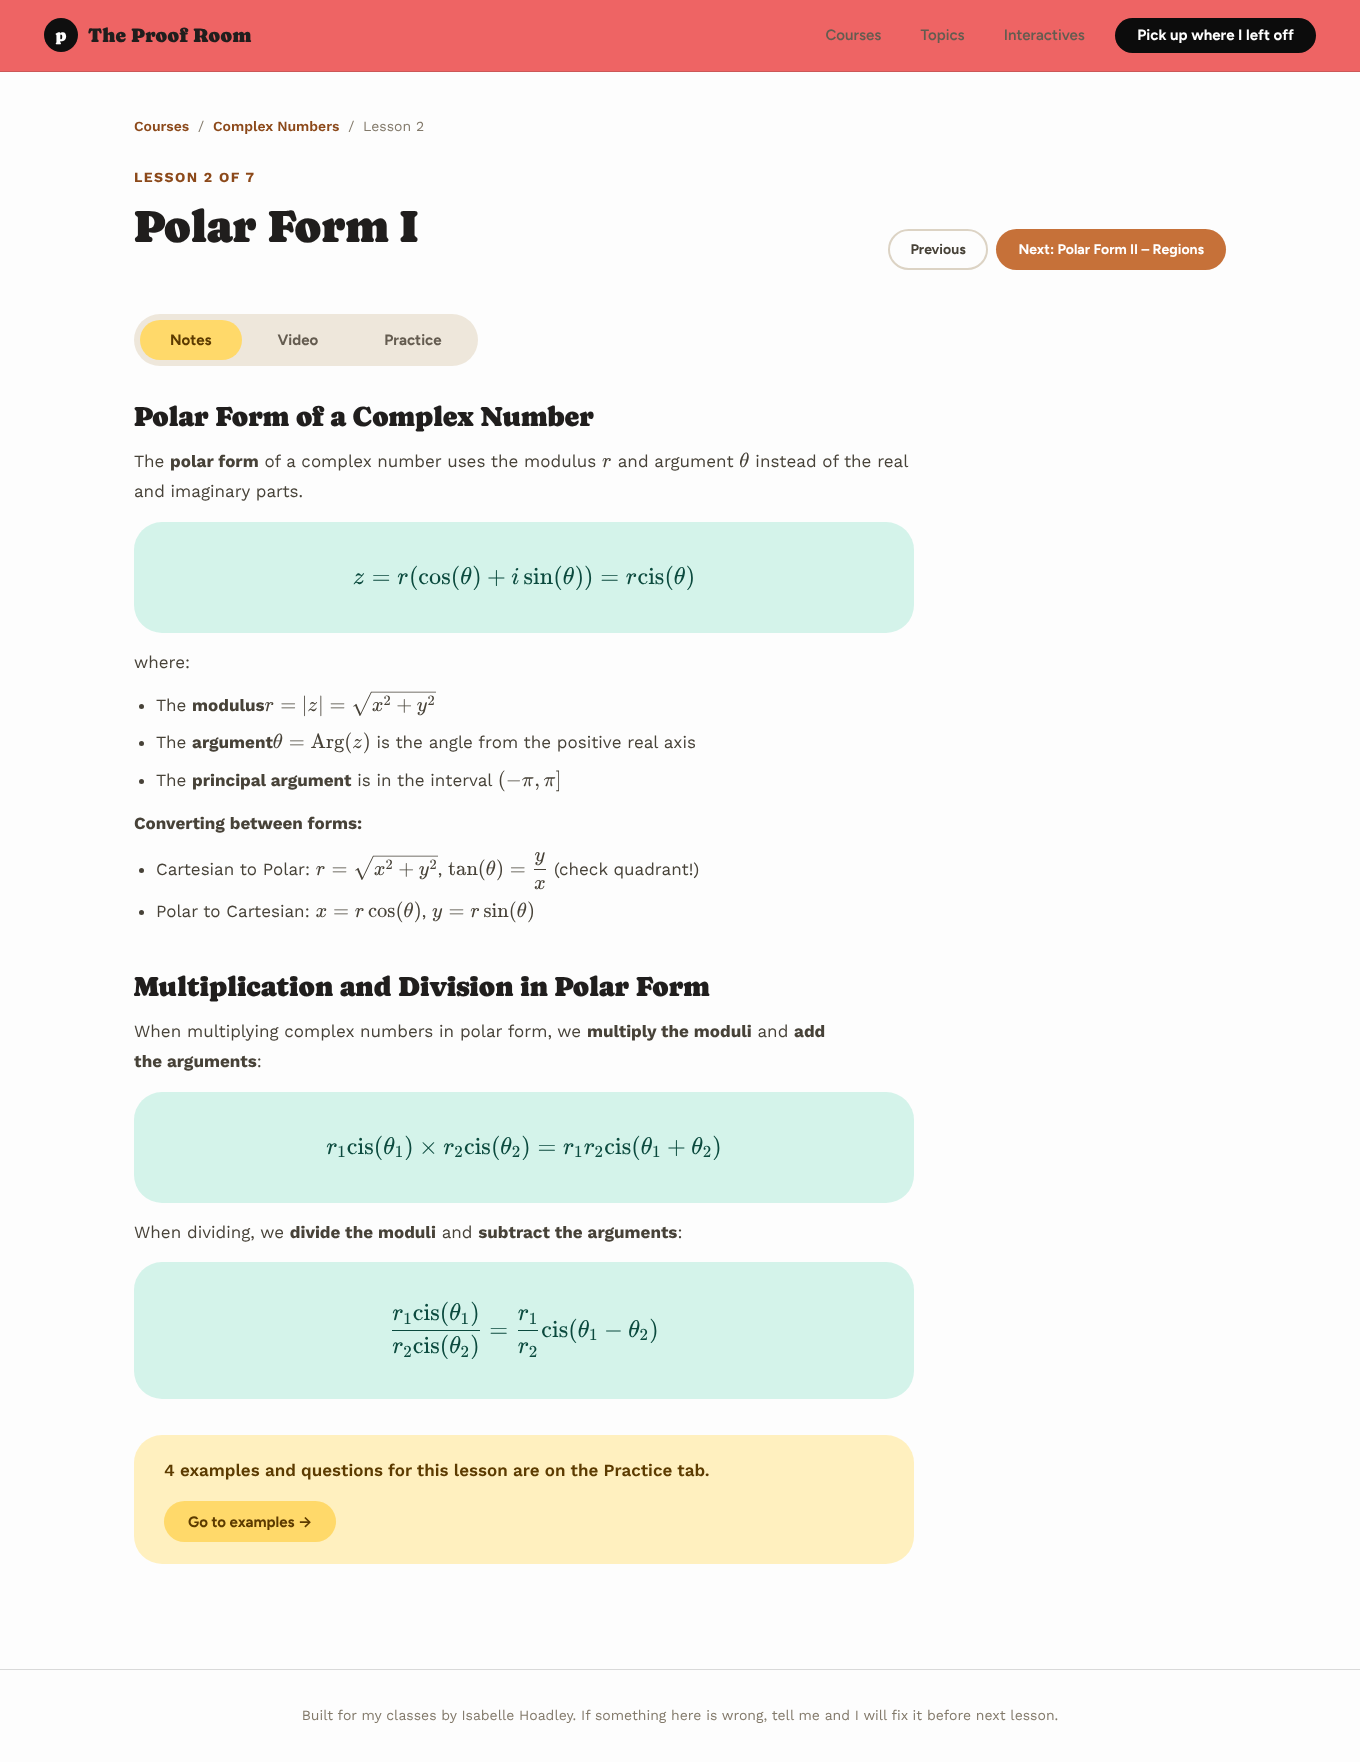 p The Proof Room Courses Topics Interactives Pick up where I left off
Courses / Complex Numbers / Lesson 2
LESSON 2 OF 7
Polar Form I
Previous Next: Polar Form II – Regions
Notes Video Practice
Polar Form of a Complex Number
The polar form of a complex number uses the modulus r and argument θ instead of the real
and imaginary parts.
z = r(cos(θ) + i sin(θ)) = rcis(θ)
where:
• The modulusr = |z| = √(x² + y²)
• The argumentθ = Arg(z) is the angle from the positive real axis
• The principal argument is in the interval (−π, π]
Converting between forms:
• Cartesian to Polar: r = √(x² + y²), tan(θ) = y/x (check quadrant!)
• Polar to Cartesian: x = r cos(θ), y = r sin(θ)
Multiplication and Division in Polar Form
When multiplying complex numbers in polar form, we multiply the moduli and add
the arguments:
r₁cis(θ₁) × r₂cis(θ₂) = r₁r₂cis(θ₁ + θ₂)
When dividing, we divide the moduli and subtract the arguments:
r₁cis(θ₁)/r₂cis(θ₂) = r₁/r₂ cis(θ₁ − θ₂)
4 examples and questions for this lesson are on the Practice tab.
Go to examples →
Built for my classes by Isabelle Hoadley. If something here is wrong, tell me and I will fix it before next lesson.